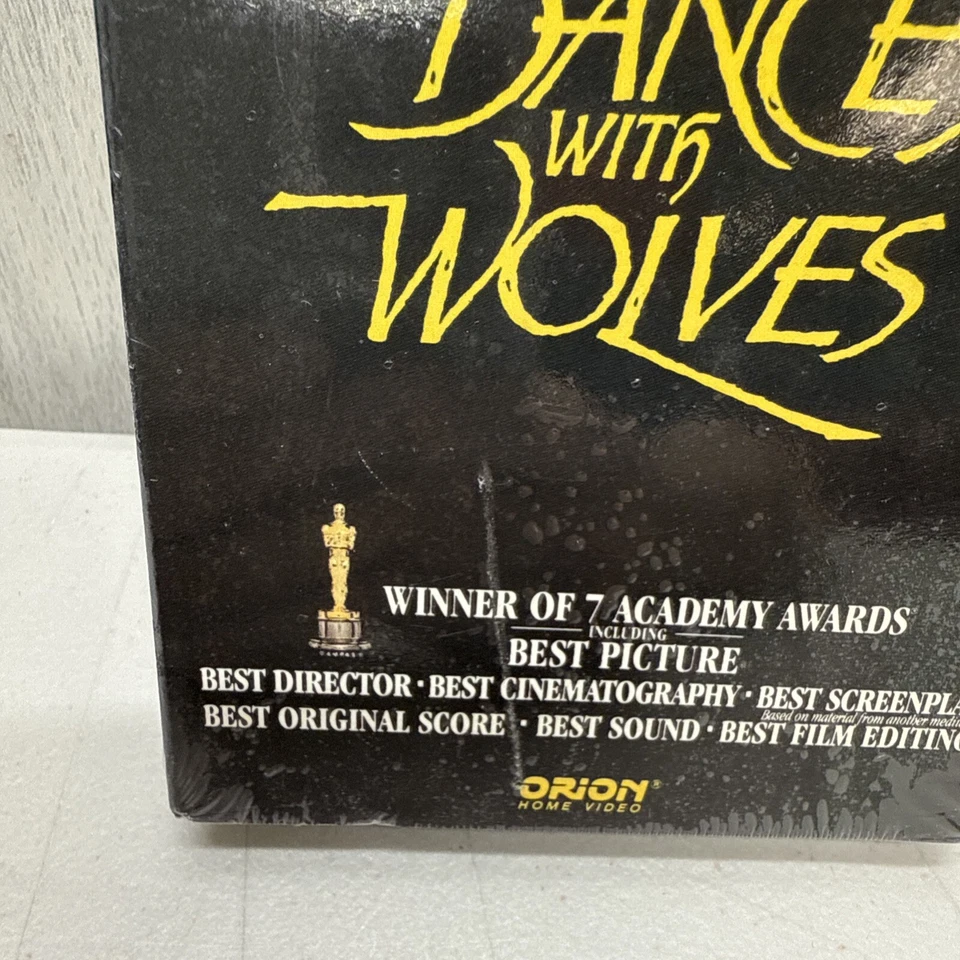 DANCES
WITH
WOLVES
WINNER OF 7 ACADEMY AWARDS
INCLUDING
BEST PICTURE
BEST DIRECTOR · BEST CINEMATOGRAPHY · BEST SCREENPLA
Based on material from another medi
BEST ORIGINAL SCORE · BEST SOUND · BEST FILM EDITING
ORION®
HOME VIDEO